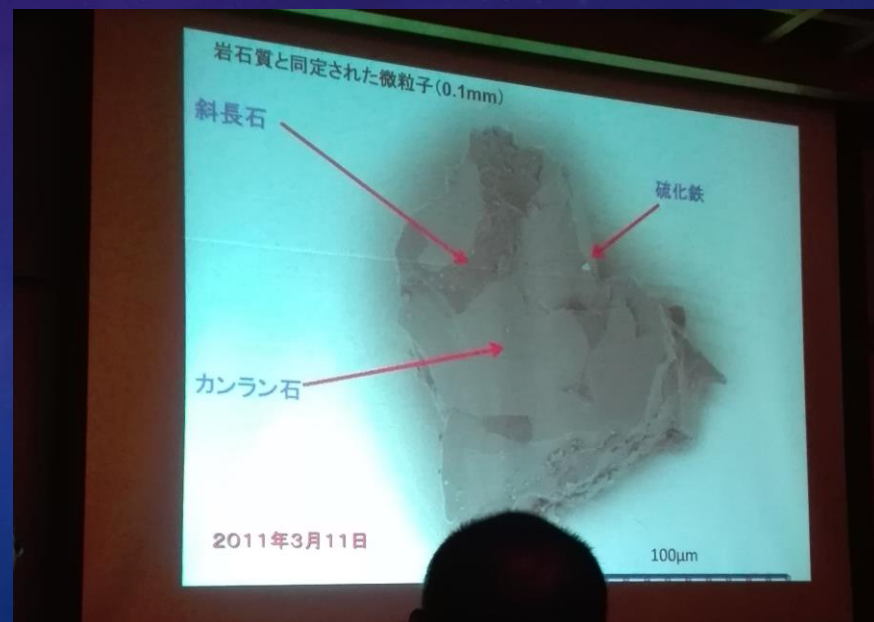 岩石質と同定された微粒子(0.1mm)
斜長石
硫化鉄
カンラン石
2011年3月11日
100μm